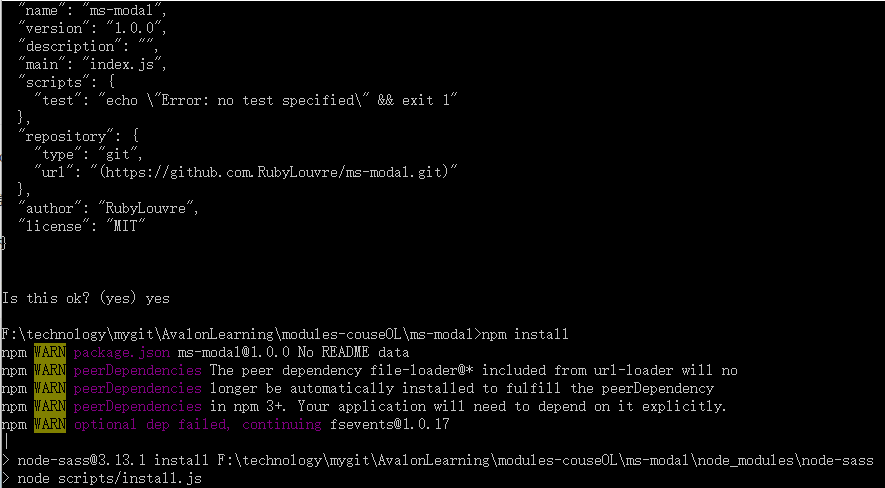 "name": "ms-modal",
"version": "1.0.0",
"description": "",
"main": "index.js",
"scripts": {
"test": "echo \"Error: no test specified\" && exit 1"
},
"repository": {
"type": "git",
"url": "(https://github.com.RubyLouvre/ms-modal.git)"
},
"author": "RubyLouvre",
"license": "MIT"
}
Is this ok? (yes) yes
F:\technology\mygit\AvalonLearning\modules-couseOL\ms-modal>npm install
npm WARN package.json ms-modal@1.0.0 No README data
npm WARN peerDependencies The peer dependency file-loader@* included from url-loader will no
npm WARN peerDependencies longer be automatically installed to fulfill the peerDependency
npm WARN peerDependencies in npm 3+. Your application will need to depend on it explicitly.
npm WARN optional dep failed, continuing fsevents@1.0.17
|
> node-sass@3.13.1 install F:\technology\mygit\AvalonLearning\modules-couseOL\ms-modal\node_modules\node-sass
> node scripts/install.js